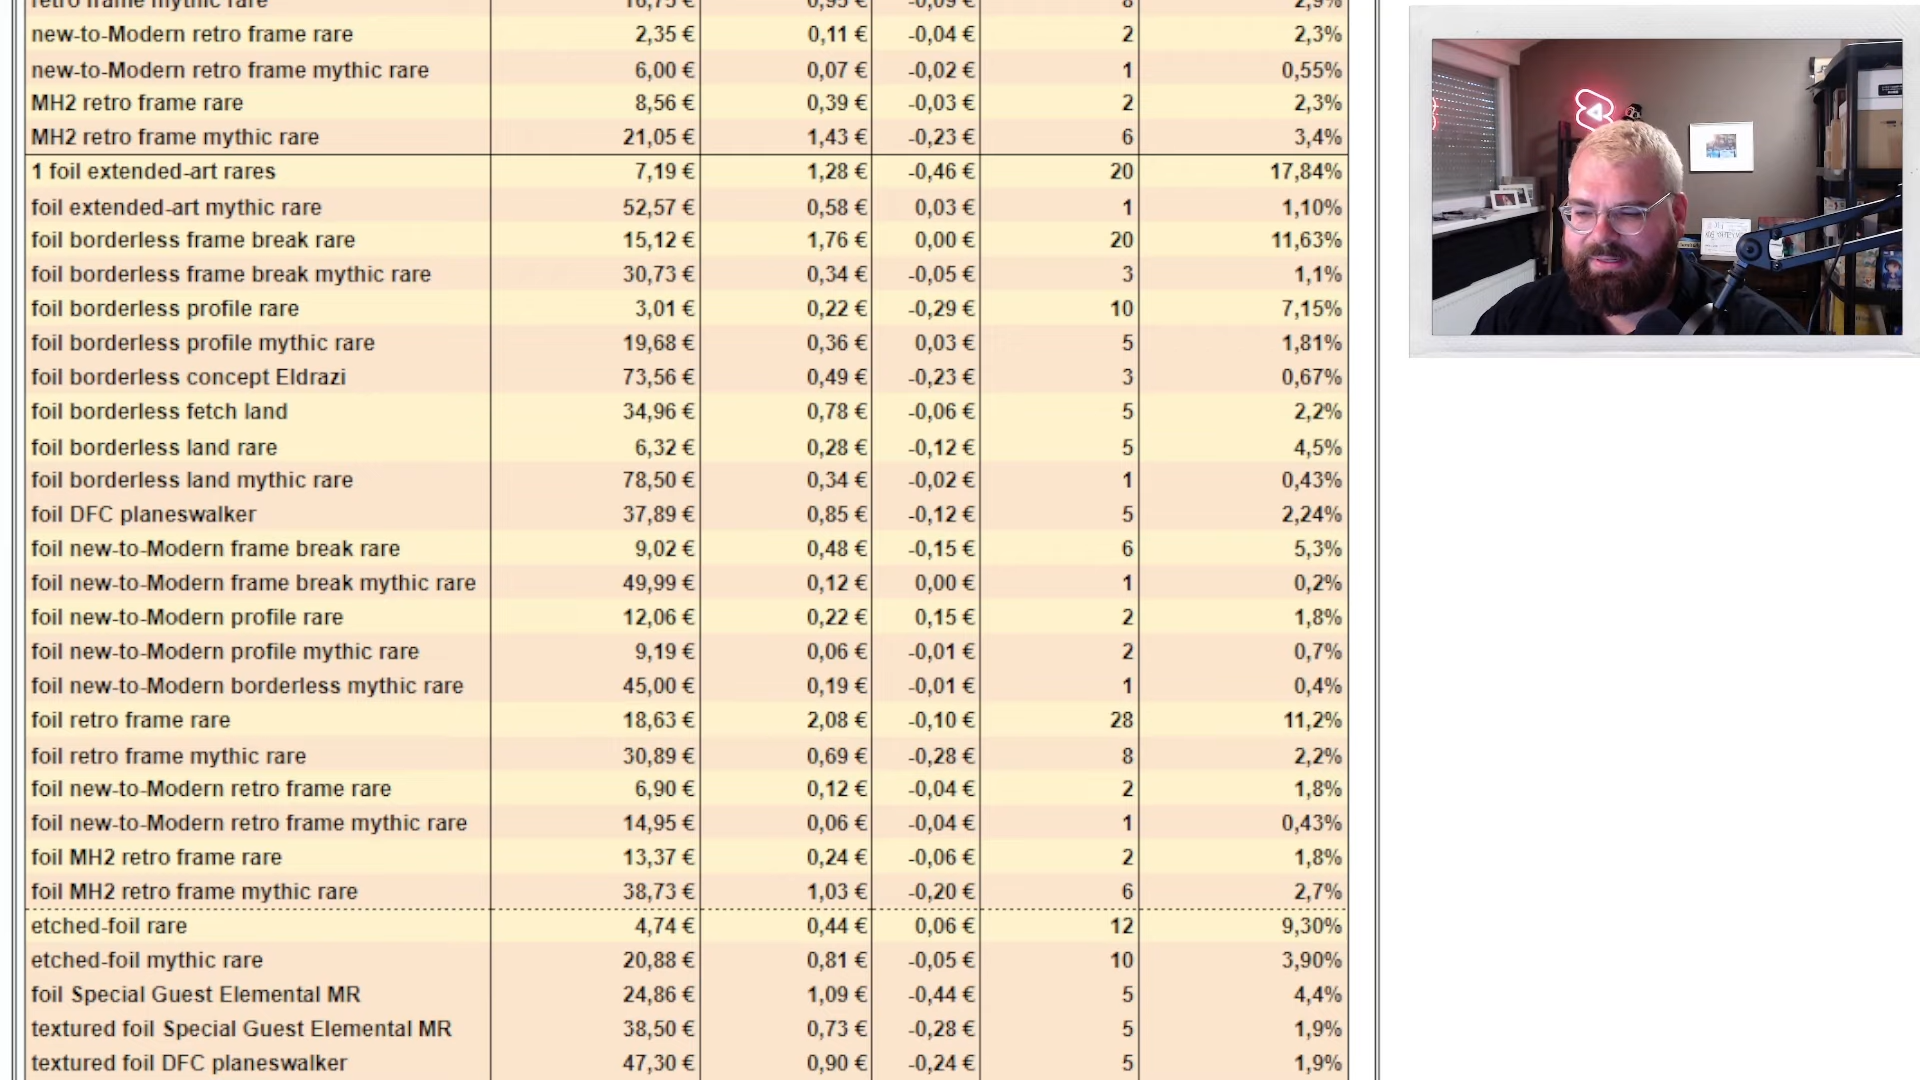 retro frame mythic rare 16,75 € 0,95 € -0,09 € 8 2,9%
new-to-Modern retro frame rare 2,35 € 0,11 € -0,04 € 2 2,3%
new-to-Modern retro frame mythic rare 6,00 € 0,07 € -0,02 € 1 0,55%
MH2 retro frame rare 8,56 € 0,39 € -0,03 € 2 2,3%
MH2 retro frame mythic rare 21,05 € 1,43 € -0,23 € 6 3,4%
1 foil extended-art rares 7,19 € 1,28 € -0,46 € 20 17,84%
foil extended-art mythic rare 52,57 € 0,58 € 0,03 € 1 1,10%
foil borderless frame break rare 15,12 € 1,76 € 0,00 € 20 11,63%
foil borderless frame break mythic rare 30,73 € 0,34 € -0,05 € 3 1,1%
foil borderless profile rare 3,01 € 0,22 € -0,29 € 10 7,15%
foil borderless profile mythic rare 19,68 € 0,36 € 0,03 € 5 1,81%
foil borderless concept Eldrazi 73,56 € 0,49 € -0,23 € 3 0,67%
foil borderless fetch land 34,96 € 0,78 € -0,06 € 5 2,2%
foil borderless land rare 6,32 € 0,28 € -0,12 € 5 4,5%
foil borderless land mythic rare 78,50 € 0,34 € -0,02 € 1 0,43%
foil DFC planeswalker 37,89 € 0,85 € -0,12 € 5 2,24%
foil new-to-Modern frame break rare 9,02 € 0,48 € -0,15 € 6 5,3%
foil new-to-Modern frame break mythic rare 49,99 € 0,12 € 0,00 € 1 0,2%
foil new-to-Modern profile rare 12,06 € 0,22 € 0,15 € 2 1,8%
foil new-to-Modern profile mythic rare 9,19 € 0,06 € -0,01 € 2 0,7%
foil new-to-Modern borderless mythic rare 45,00 € 0,19 € -0,01 € 1 0,4%
foil retro frame rare 18,63 € 2,08 € -0,10 € 28 11,2%
foil retro frame mythic rare 30,89 € 0,69 € -0,28 € 8 2,2%
foil new-to-Modern retro frame rare 6,90 € 0,12 € -0,04 € 2 1,8%
foil new-to-Modern retro frame mythic rare 14,95 € 0,06 € -0,04 € 1 0,43%
foil MH2 retro frame rare 13,37 € 0,24 € -0,06 € 2 1,8%
foil MH2 retro frame mythic rare 38,73 € 1,03 € -0,20 € 6 2,7%
etched-foil rare 4,74 € 0,44 € 0,06 € 12 9,30%
etched-foil mythic rare 20,88 € 0,81 € -0,05 € 10 3,90%
foil Special Guest Elemental MR 24,86 € 1,09 € -0,44 € 5 4,4%
textured foil Special Guest Elemental MR 38,50 € 0,73 € -0,28 € 5 1,9%
textured foil DFC planeswalker 47,30 € 0,90 € -0,24 € 5 1,9%